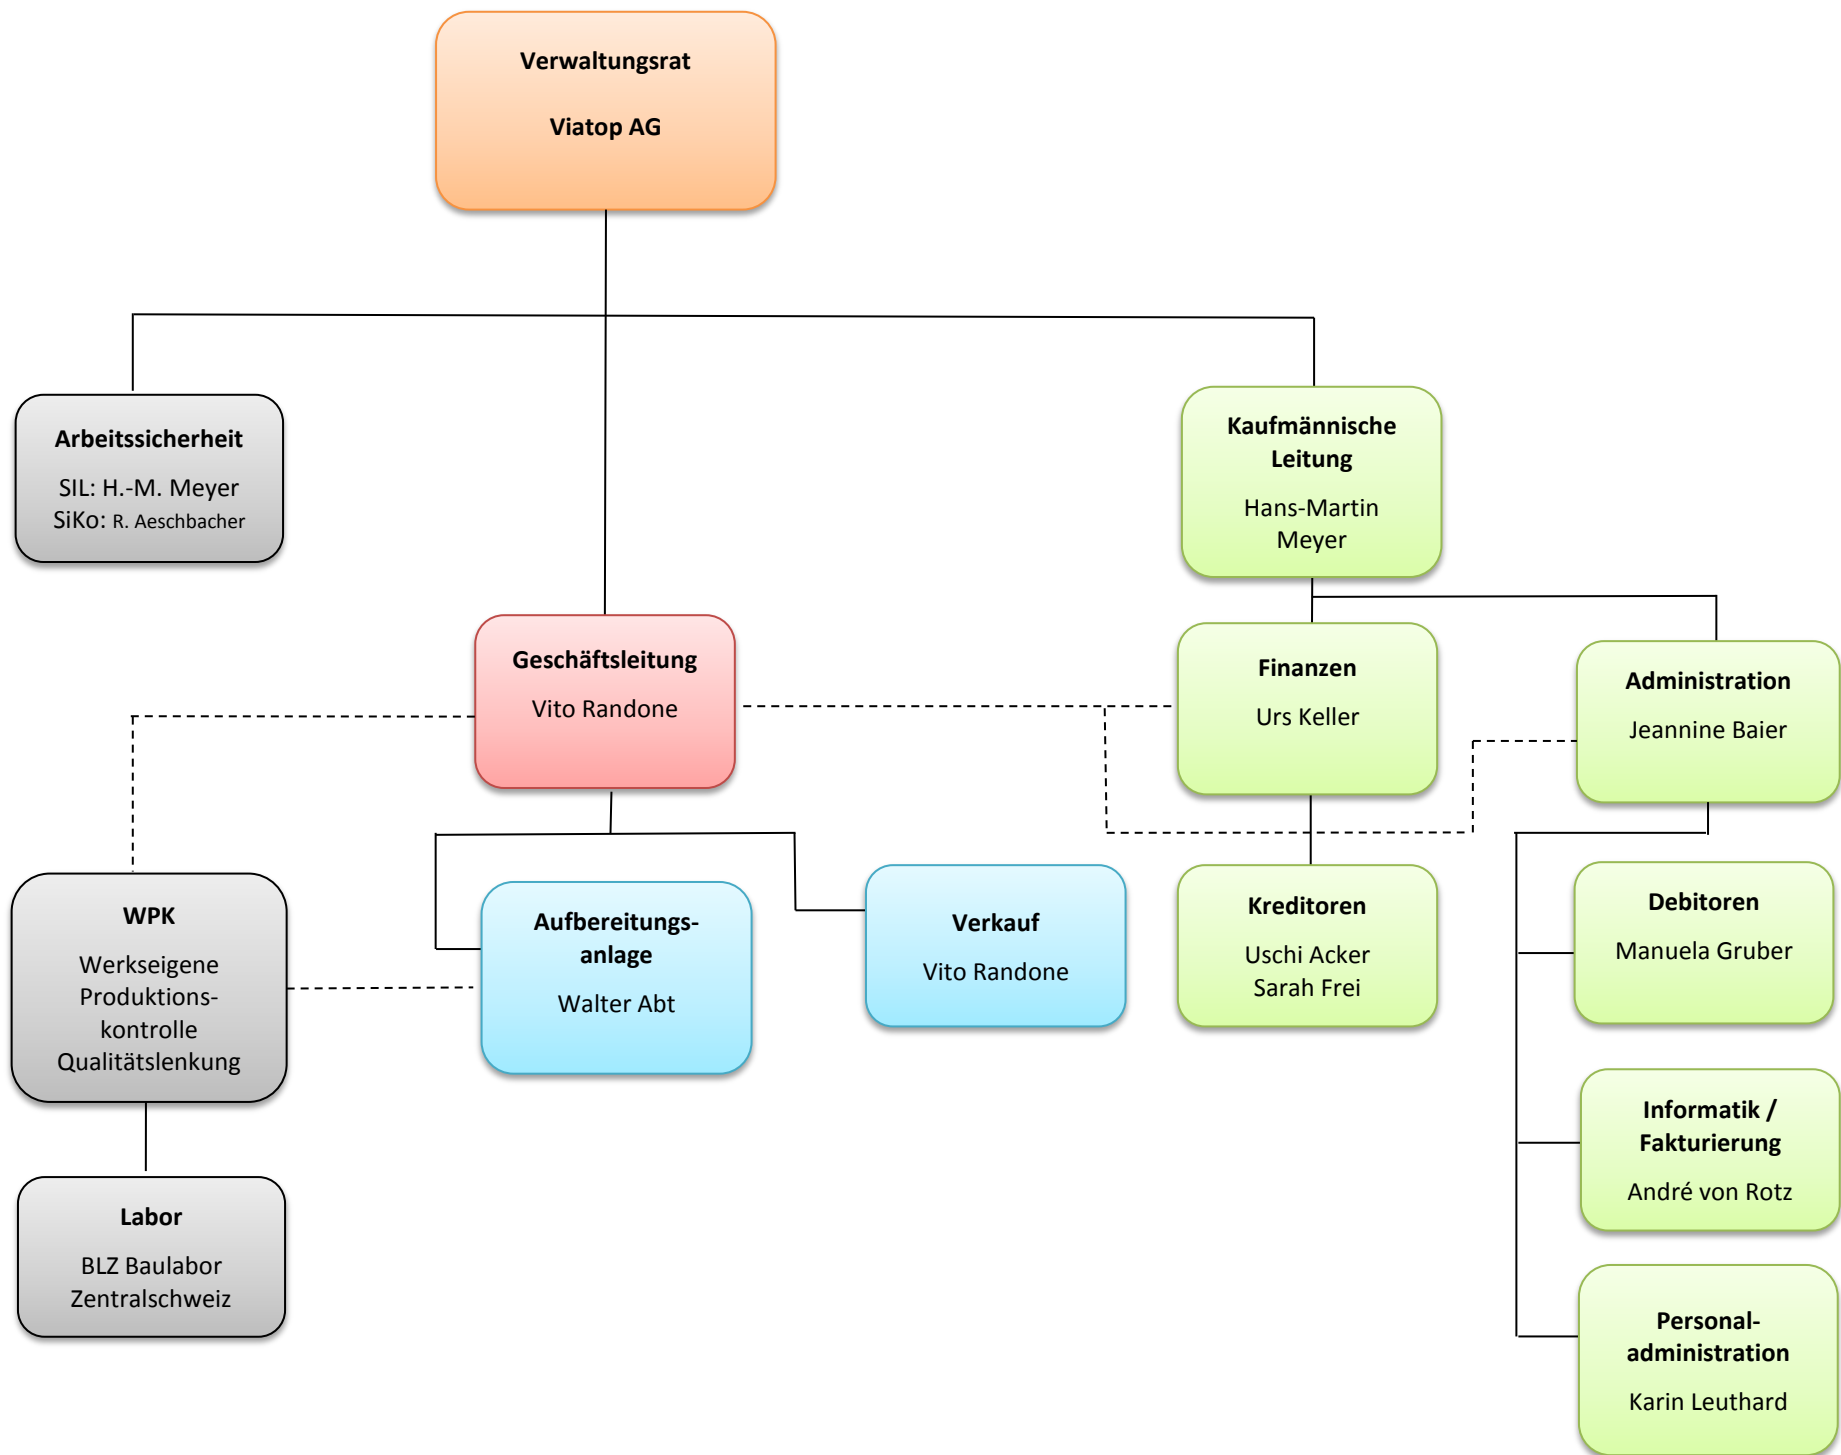 Verwaltungsrat
Viatop AG
Arbeitssicherheit
SIL: H.-M. Meyer
SiKo: R. Aeschbacher
Kaufmännische
Leitung
Hans-Martin
Meyer
Geschäftsleitung
Vito Randone
Finanzen
Urs Keller
Administration
Jeannine Baier
WPK
Werkseigene
Produktions-
kontrolle
Qualitätslenkung
Aufbereitungs-
anlage
Walter Abt
Verkauf
Vito Randone
Kreditoren
Uschi Acker
Sarah Frei
Debitoren
Manuela Gruber
Informatik /
Fakturierung
André von Rotz
Labor
BLZ Baulabor
Zentralschweiz
Personal-
administration
Karin Leuthard